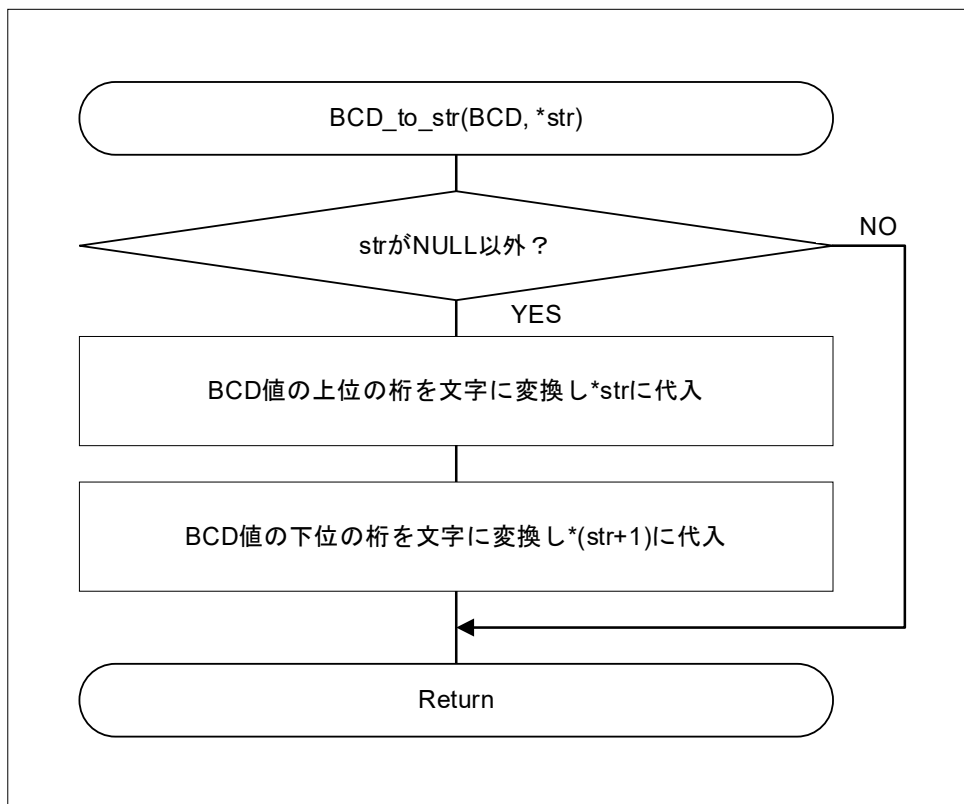 BCD_to_str(BCD, *str)
strがNULL以外？
NO
YES
BCD値の上位の桁を文字に変換し*strに代入
BCD値の下位の桁を文字に変換し*(str+1)に代入
Return